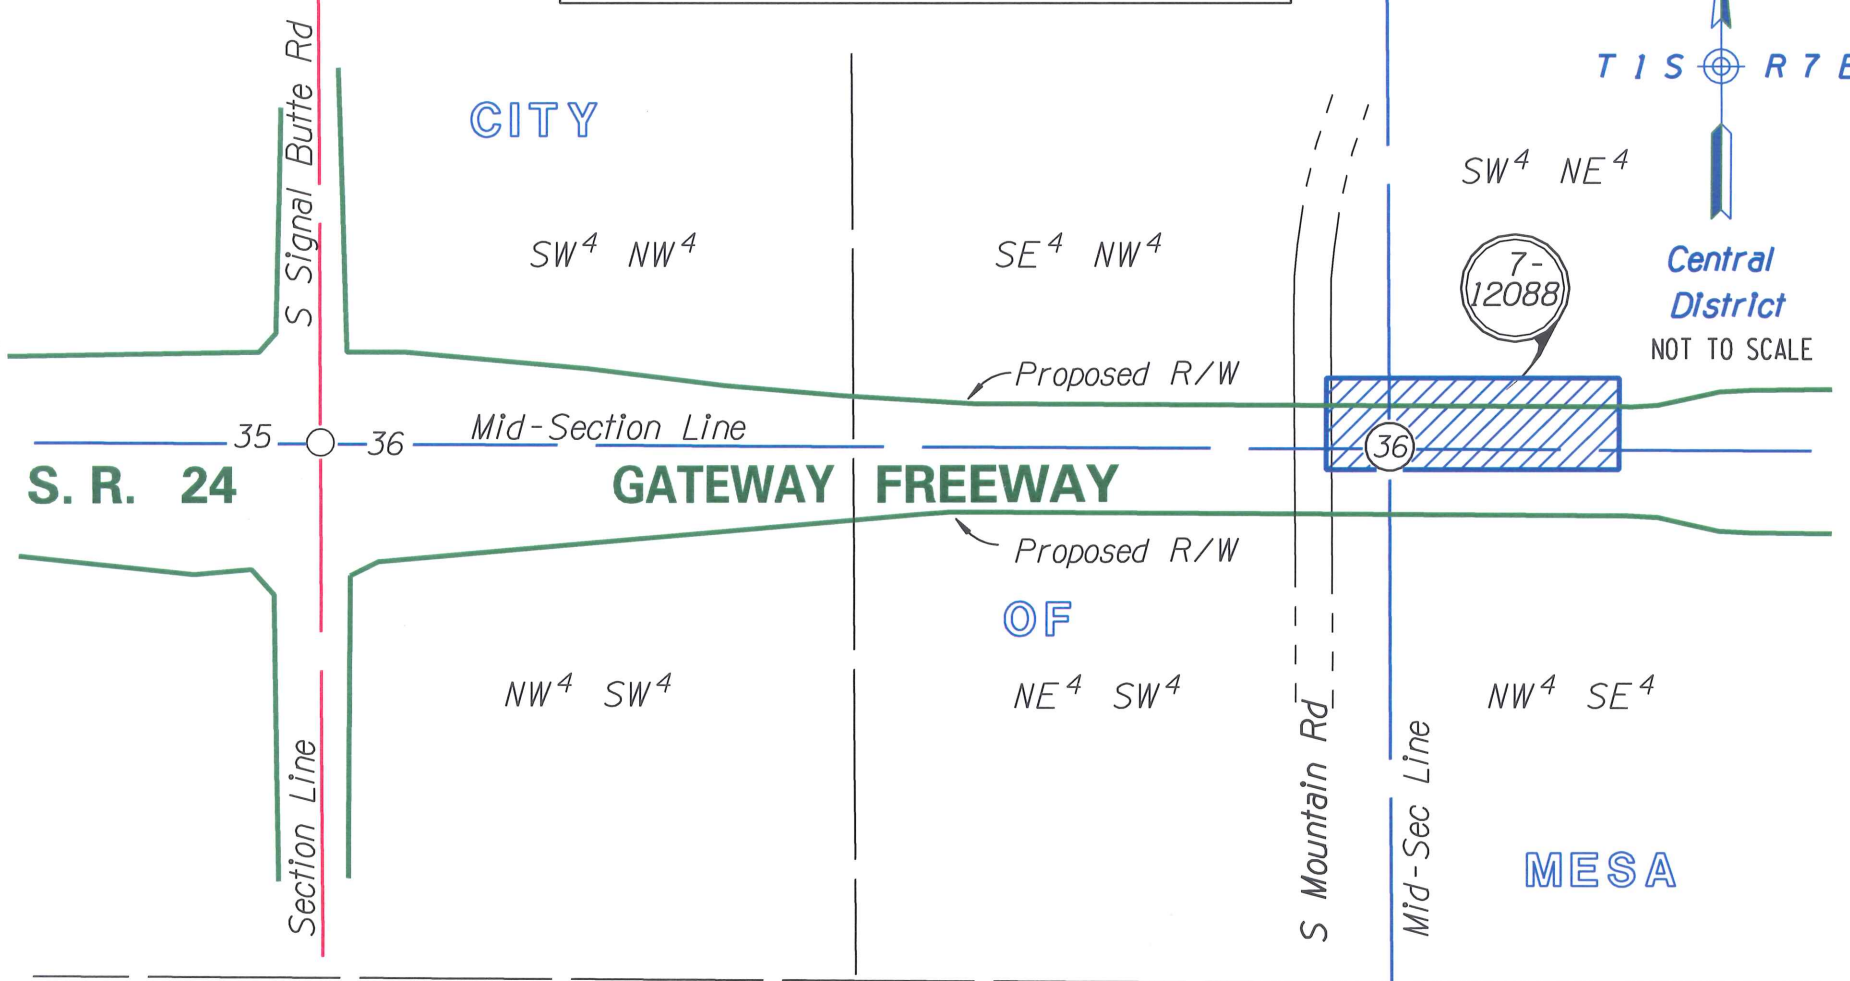 S Signal Butte Rd
CITY
T 1 S R 7 E
SW⁴ NE⁴
SW⁴ NW⁴
SE⁴ NW⁴
7-
12088
Central
District
NOT TO SCALE
Proposed R/W
35
36
Mid-Section Line
36
S. R. 24
GATEWAY FREEWAY
Proposed R/W
OF
NW⁴ SW⁴
NE⁴ SW⁴
NW⁴ SE⁴
Section Line
S Mountain Rd
Mid-Sec Line
MESA